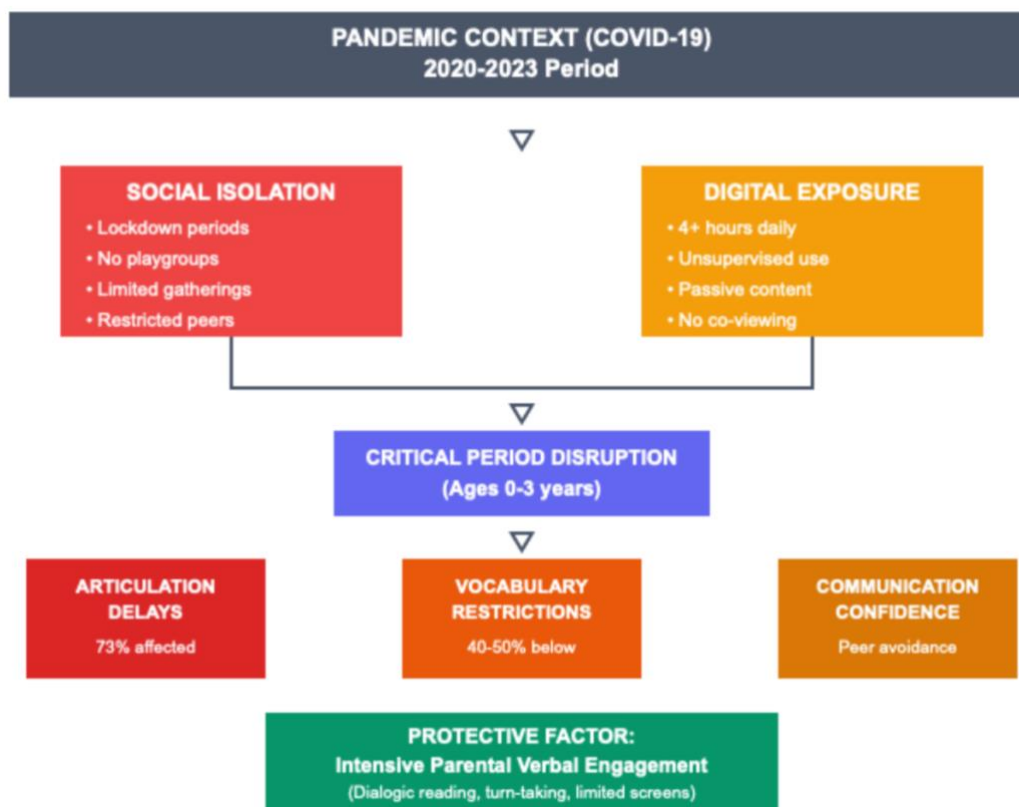 PANDEMIC CONTEXT (COVID-19)
2020-2023 Period
SOCIAL ISOLATION
• Lockdown periods
• No playgroups
• Limited gatherings
• Restricted peers
DIGITAL EXPOSURE
• 4+ hours daily
• Unsupervised use
• Passive content
• No co-viewing
CRITICAL PERIOD DISRUPTION
(Ages 0-3 years)
ARTICULATION
DELAYS
73% affected
VOCABULARY
RESTRICTIONS
40-50% below
COMMUNICATION
CONFIDENCE
Peer avoidance
PROTECTIVE FACTOR:
Intensive Parental Verbal Engagement
(Dialogic reading, turn-taking, limited screens)